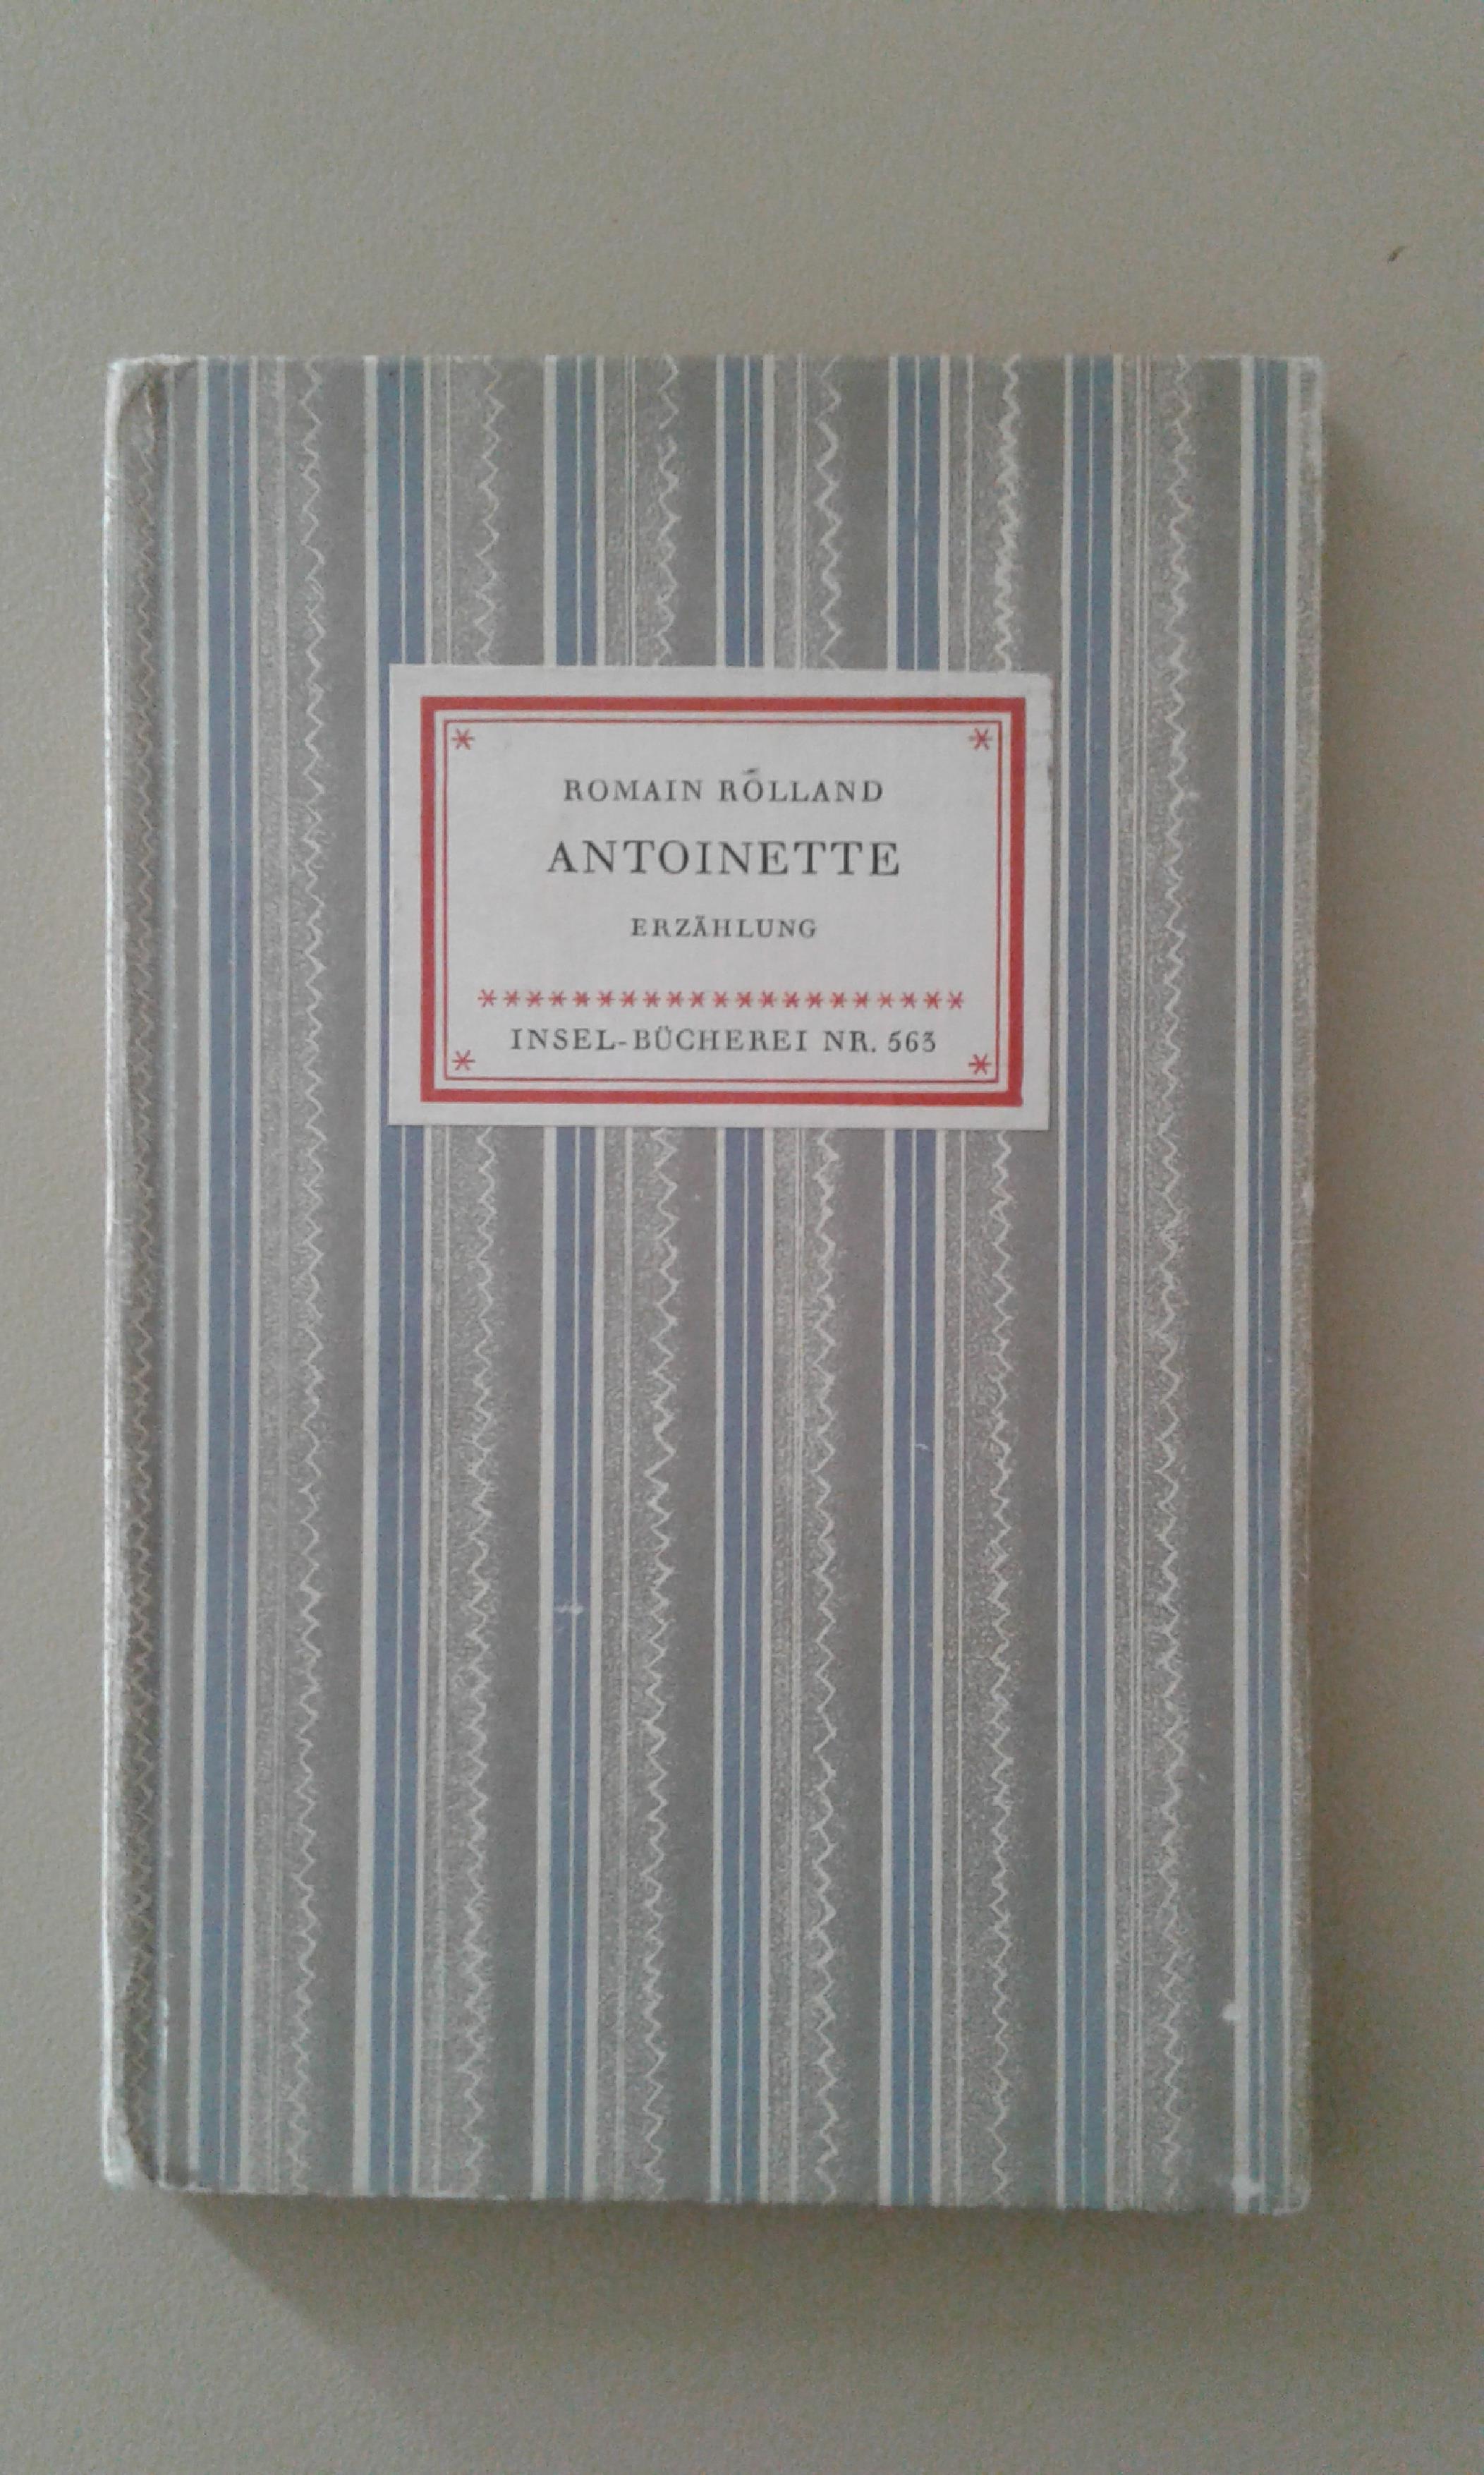 ROMAIN ROLLAND
ANTOINETTE
ERZÄHLUNG
INSEL-BÜCHEREI NR. 563